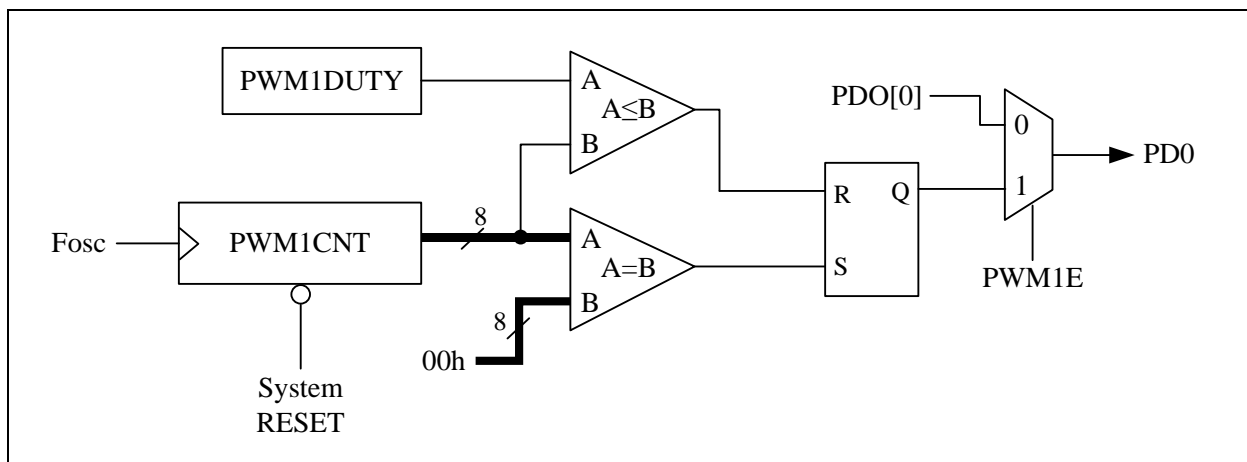 PWM1DUTY
A
A≤B
B
PDO[0]
0
PD0
1
R
Q
S
PWM1E
Fosc
PWM1CNT
8
A
A=B
B
8
00h
System
RESET